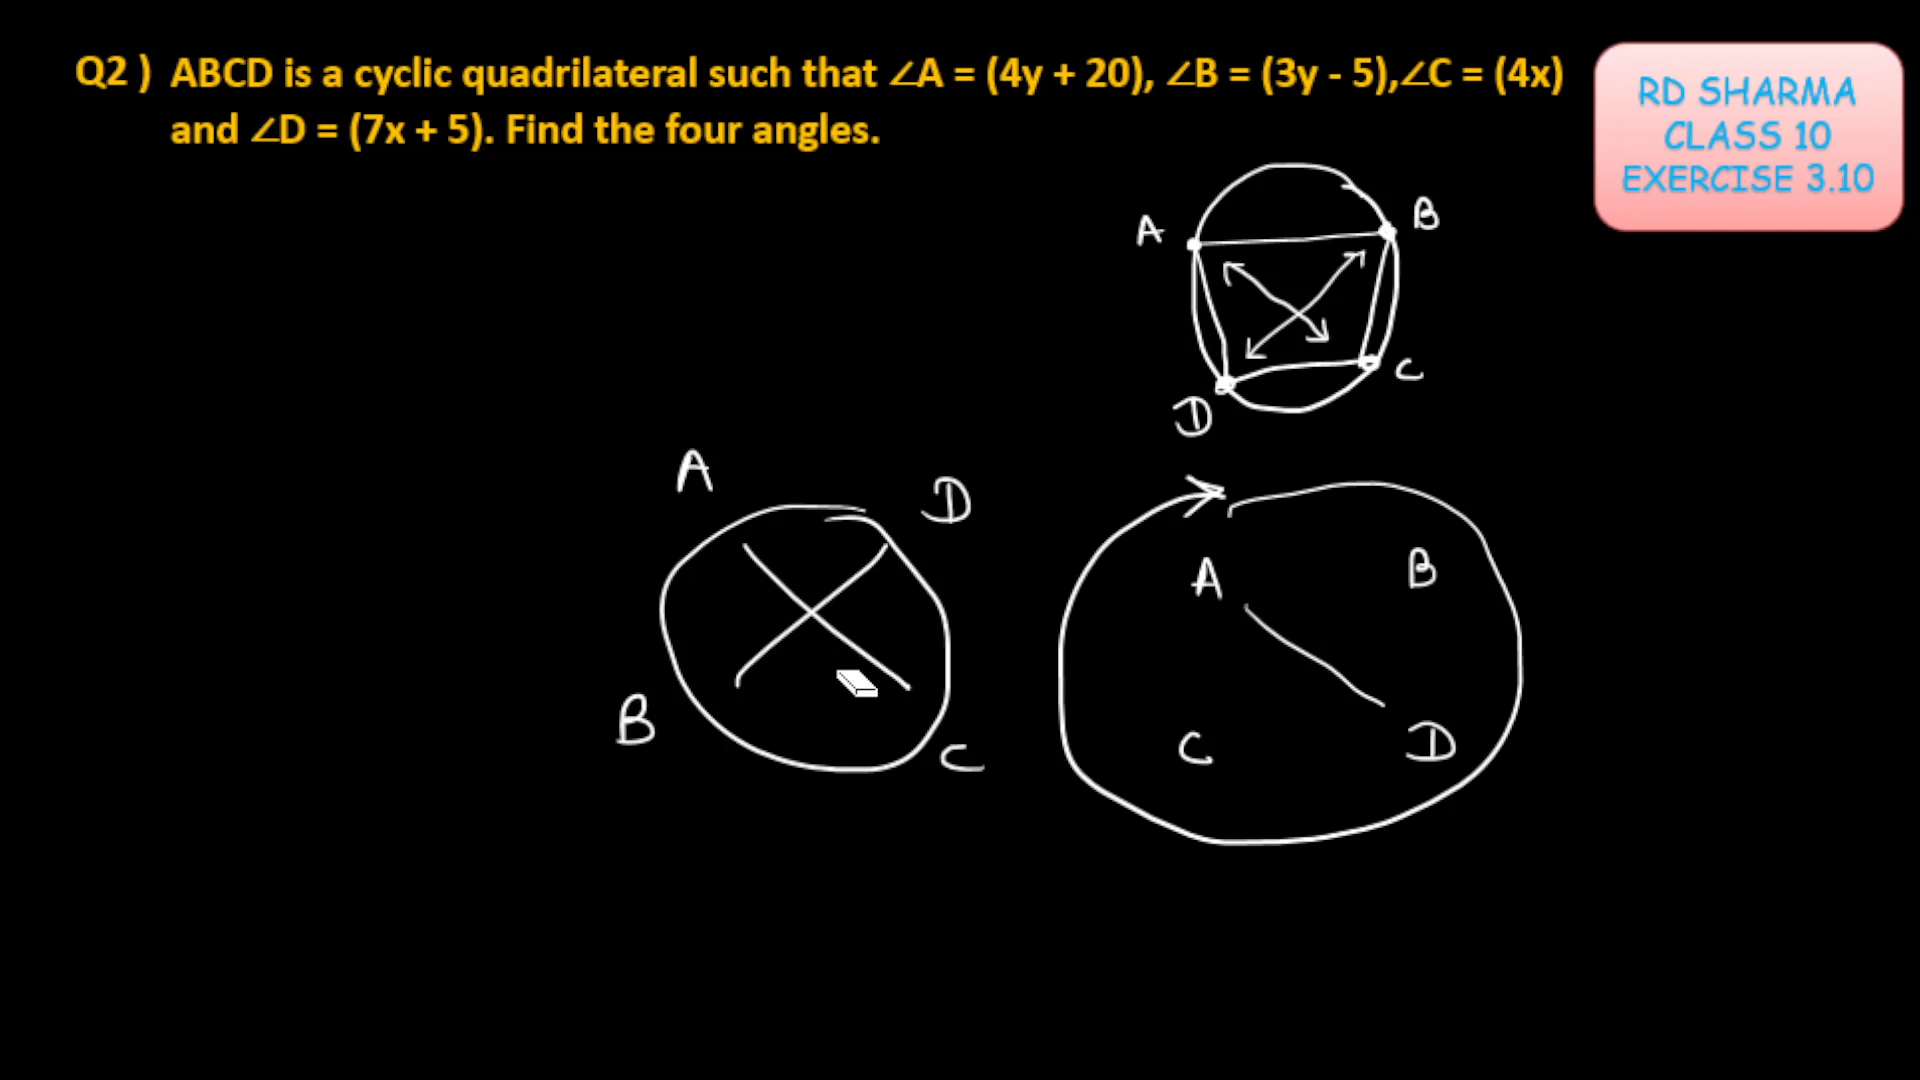 Q2 ) ABCD is a cyclic quadrilateral such that ∠A = (4y + 20), ∠B = (3y - 5),∠C = (4x)
and ∠D = (7x + 5). Find the four angles.
RD SHARMA
CLASS 10
EXERCISE 3.10
A B
D C
A D
B C
A B
C D